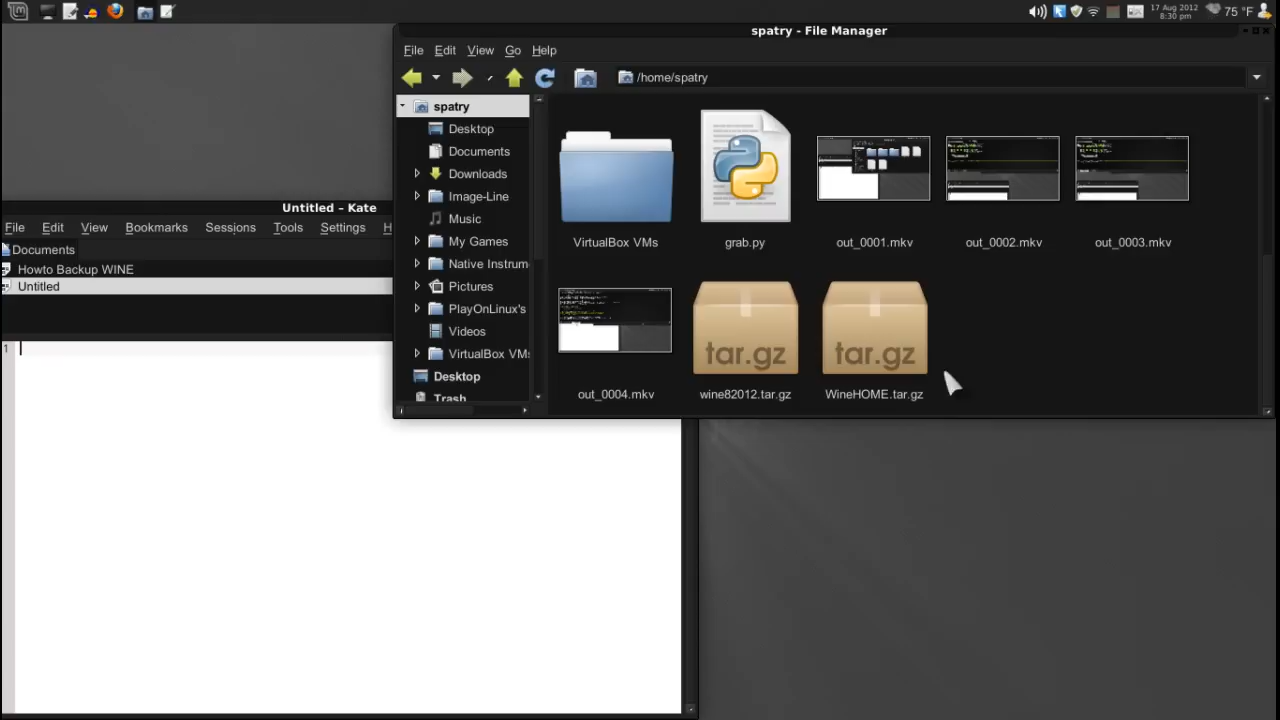 17 Aug 2012
8:30 pm
75 °F
spatry - File Manager
File Edit View Go Help
/home/spatry
spatry
Desktop
Documents
Downloads
Image-Line
Music
My Games
Native Instrum
Pictures
PlayOnLinux's
Videos
VirtualBox VMs
Desktop
Trash
VirtualBox VMs
grab.py
out_0001.mkv
out_0002.mkv
out_0003.mkv
tar.gz
tar.gz
out_0004.mkv
wine82012.tar.gz
WineHOME.tar.gz
Untitled – Kate
File Edit View Bookmarks Sessions Tools Settings H
Documents
Howto Backup WINE
Untitled
1